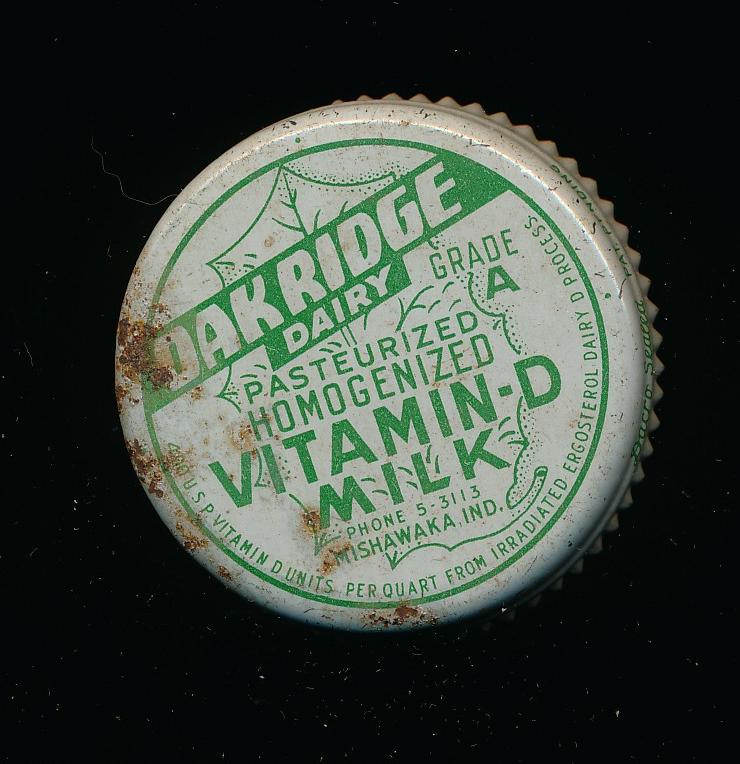 OAK RIDGE
DAIRY
GRADE
A
PASTEURIZED
HOMOGENIZED
VITAMIN-D
MILK
PHONE 5-3113
MISHAWAKA, IND.
400 U S P VITAMIN D UNITS PER QUART FROM IRRADIATED ERGOSTEROL DAIRY D PROCESS.